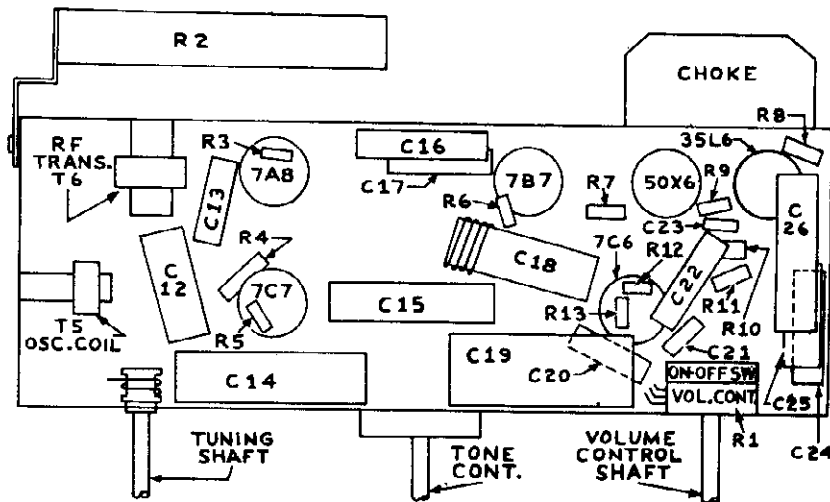 R2
CHOKE
R8
RF
TRANS.
T6
R3
7A8
C13
C16
C17
7B7
R6
R7
50X6
35L6
R9
C23
C
26
R4
C
12
7C7
R5
C18
7C6
R12
C22
R11
R10
R13
C15
T5
OSC. COIL
C14
C19
C20
C21
ON-OFF SW.
VOL. CONT.
R1
C25
C24
TUNING
SHAFT
TONE
CONT.
VOLUME
CONTROL
SHAFT